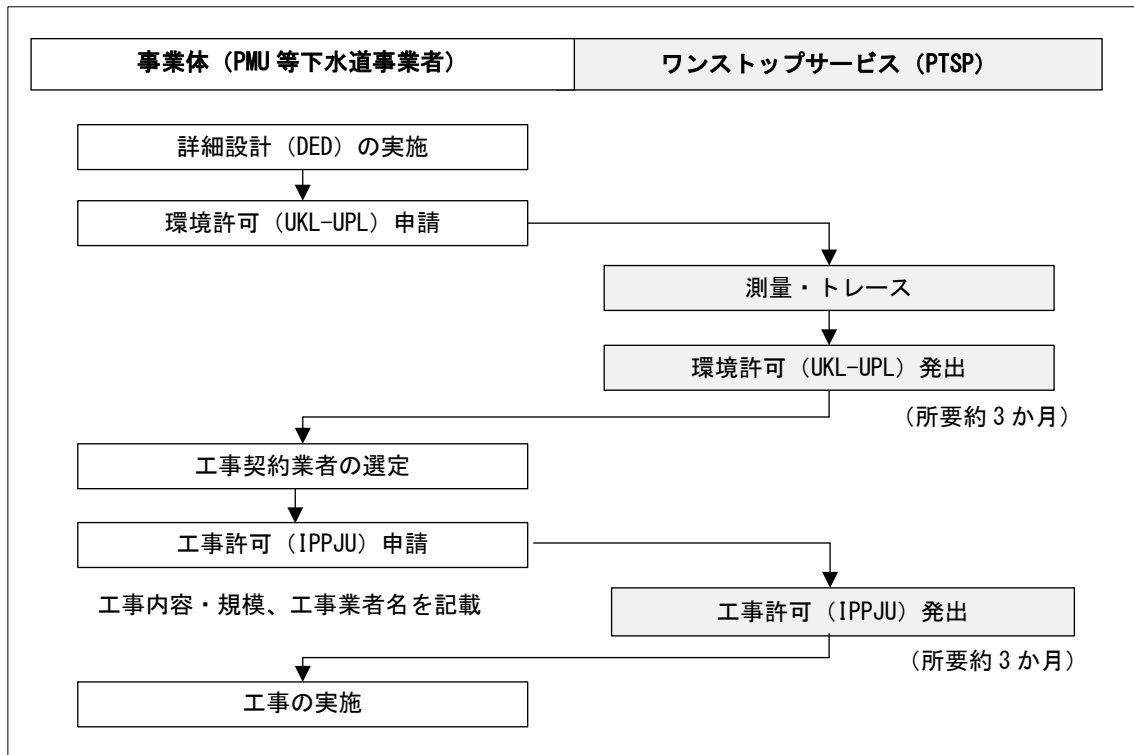 事業体（PMU 等下水道事業者）
ワンストップサービス（PTSP）
詳細設計（DED）の実施
環境許可（UKL-UPL）申請
測量・トレース
環境許可（UKL-UPL）発出
（所要約 3 か月）
工事契約業者の選定
工事許可（IPPJU）申請
工事内容・規模、工事業者名を記載
工事許可（IPPJU）発出
（所要約 3 か月）
工事の実施